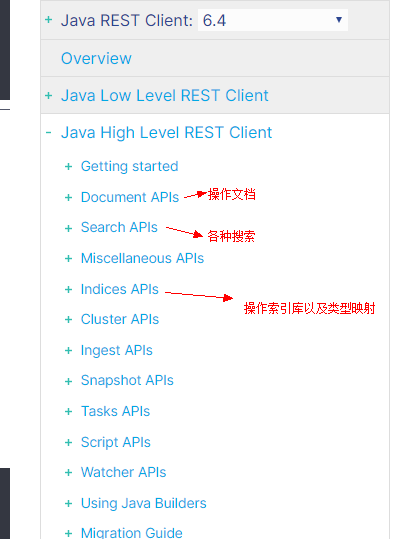 + Java REST Client: 6.4
Overview
+ Java Low Level REST Client
- Java High Level REST Client
+ Getting started
+ Document APIs 操作文档
+ Search APIs 各种搜索
+ Miscellaneous APIs
+ Indices APIs 操作索引库以及类型映射
+ Cluster APIs
+ Ingest APIs
+ Snapshot APIs
+ Tasks APIs
+ Script APIs
+ Watcher APIs
+ Using Java Builders
+ Migration Guide